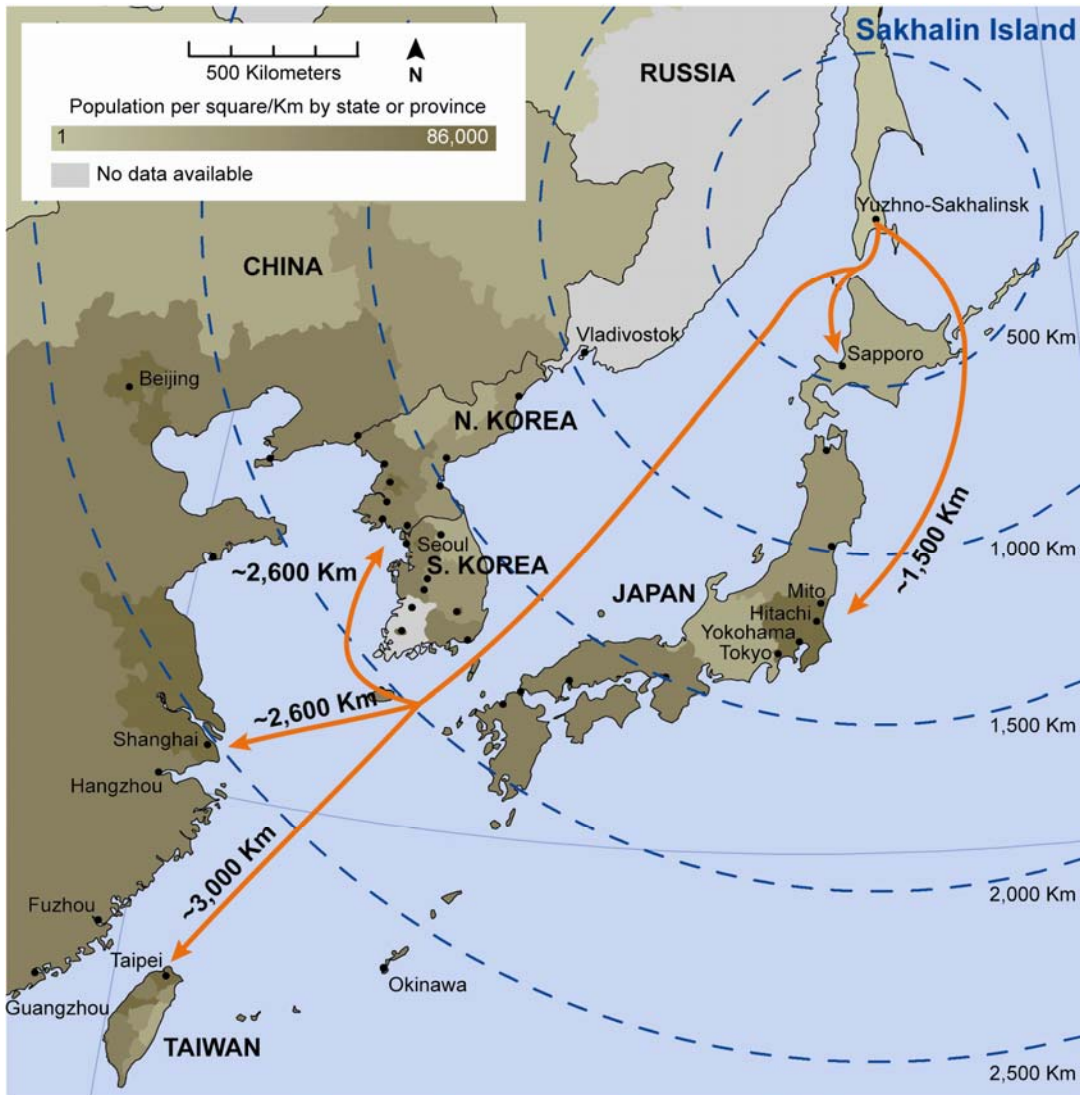 Sakhalin Island
500 Kilometers
N
Population per square/Km by state or province
1
86,000
No data available
RUSSIA
Yuzhno-Sakhalinsk
CHINA
Vladivostok
500 Km
Sapporo
Beijing
N. KOREA
~1,500 Km
Seoul
S. KOREA
~2,600 Km
1,000 Km
JAPAN
Mito
Hitachi
Yokohama
Tokyo
~2,600 Km
1,500 Km
Shanghai
Hangzhou
~3,000 Km
2,000 Km
Fuzhou
Taipei
Okinawa
Guangzhou
TAIWAN
2,500 Km